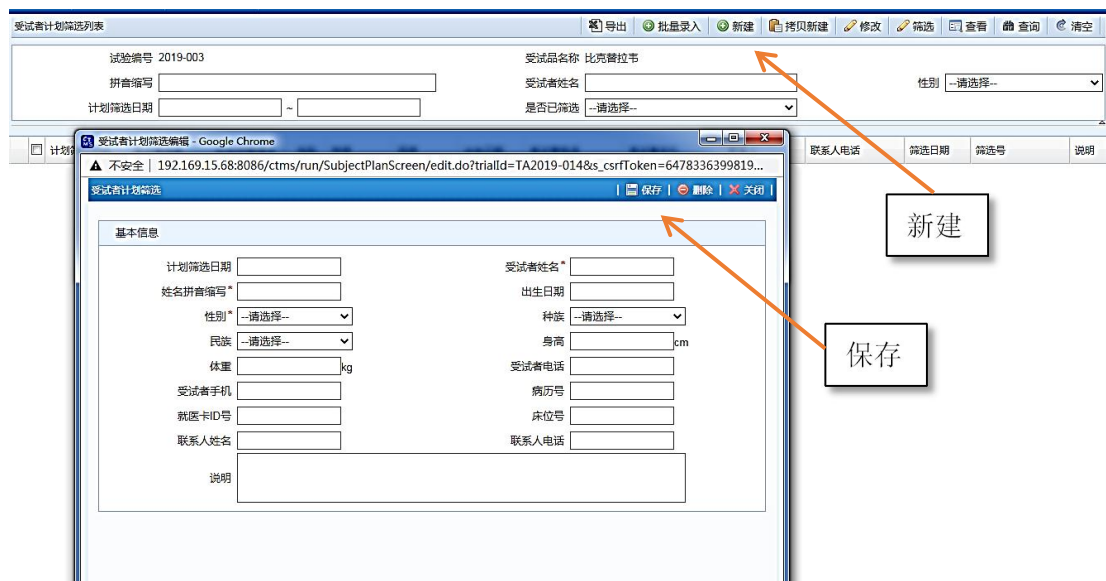 受试者计划筛选列表 导出 批量录入 新建 拷贝新建 修改 筛选 查看 查询 清空
试验编号 2019-003 受试品名称 比克替拉韦
拼音缩写 受试者姓名 性别 --请选择--
计划筛选日期 ~ 是否已筛选 --请选择--
计划 联系人电话 筛选日期 筛选号 说明
受试者计划筛选编辑 - Google Chrome
不安全 | 192.169.15.68:8086/ctms/run/SubjectPlanScreen/edit.do?trialId=TA2019-014&s_csrfToken=6478336399819...
受试者计划筛选 | 保存 | 删除 | 关闭 |
新建
基本信息
计划筛选日期 受试者姓名*
姓名拼音缩写* 出生日期
性别* --请选择-- 种族 --请选择--
民族 --请选择-- 身高 cm
保存
体重 kg 受试者电话
受试者手机 病历号
就医卡ID号 床位号
联系人姓名 联系人电话
说明